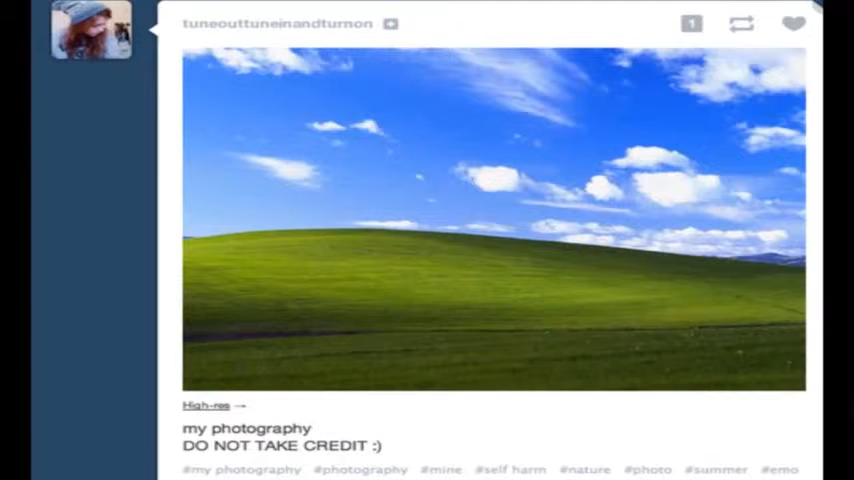 tuneouttuneinandturnon
1
High-res →
my photography
DO NOT TAKE CREDIT :)
#my photography #photography #mine #self harm #nature #photo #summer #emo